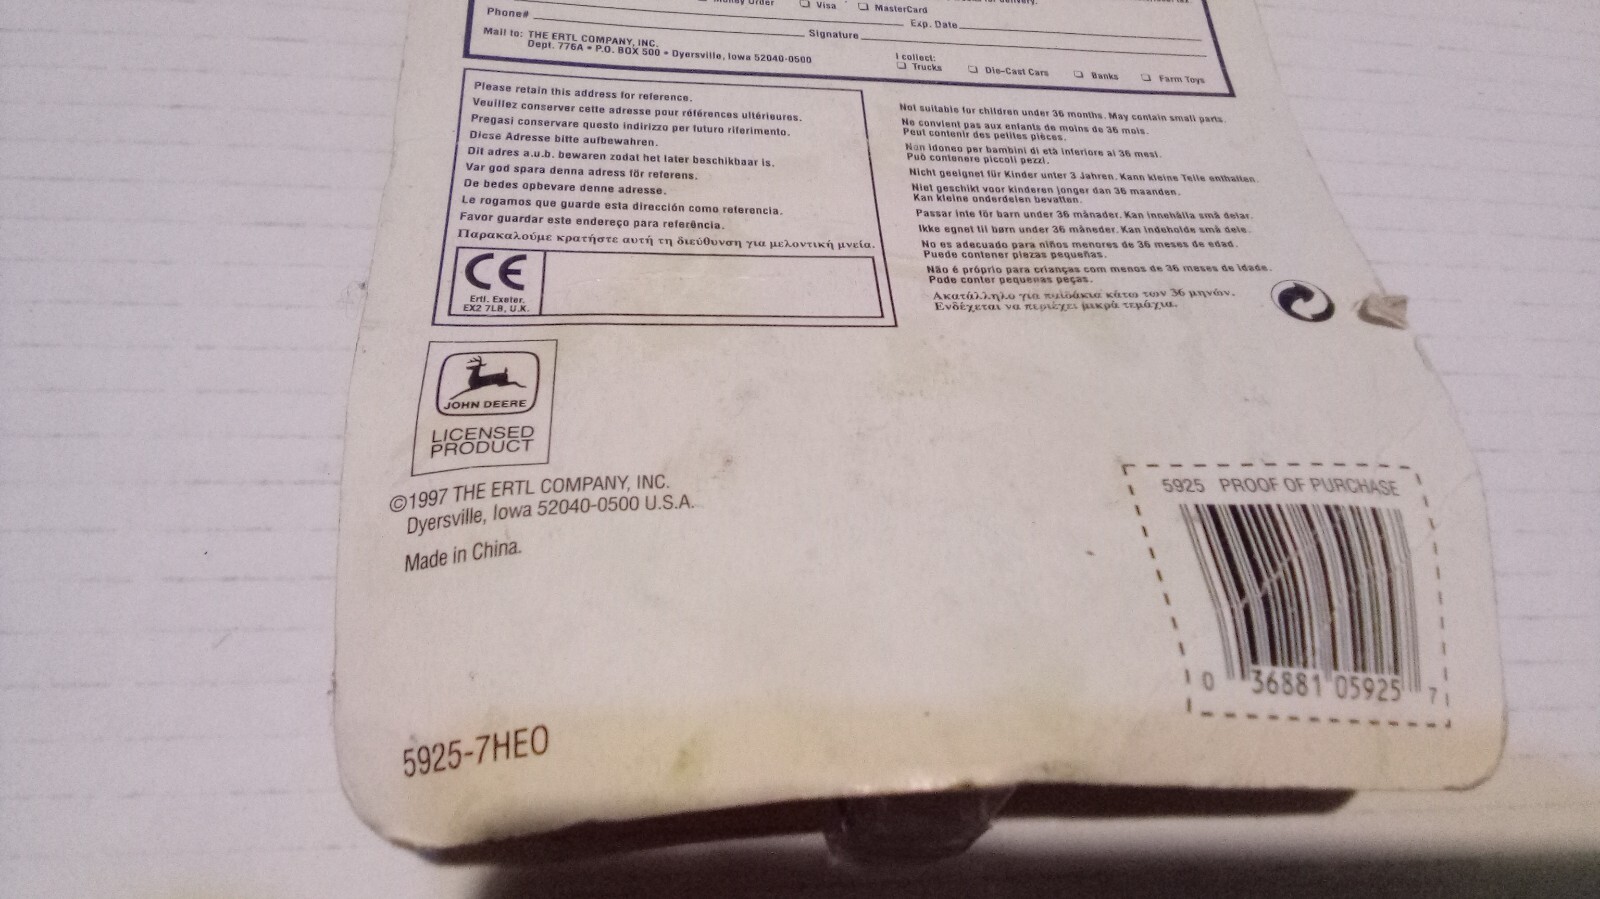 Visa
MasterCard
Phone#
Exp. Date
Signature
Mail to: THE ERTL COMPANY, INC.
Dept. 776A • P.O. BOX 500 • Dyersville, Iowa 52040-0500
I collect:
Trucks
Die-Cast Cars
Banks
Farm Toys
Please retain this address for reference.
Veuillez conserver cette adresse pour références ultérieures.
Pregasi conservare questo indirizzo per futuro riferimento.
Diese Adresse bitte aufbewahren.
Dit adres a.u.b. bewaren zodat het later beschikbaar is.
Var god spara denna adress för referens.
De bedes opbevare denne adresse.
Le rogamos que guarde esta dirección como referencia.
Favor guardar este endereço para referência.
Παρακαλούμε κρατήστε αυτή τη διεύθυνση για μελοντική μνεία.
CE
Ertl. Exeter.
EX2 7LB, U.K.
Not suitable for children under 36 months. May contain small parts.
Ne convient pas aux enfants de moins de 36 mois.
Peut contenir des petites pièces.
Non idoneo per bambini di età inferiore ai 36 mesi.
Può contenere piccoli pezzi.
Nicht geeignet für Kinder unter 3 Jahren. Kann kleine Teile enthalten.
Niet geschikt voor kinderen jonger dan 36 maanden.
Kan kleine onderdelen bevatten.
Passar inte för barn under 36 månader. Kan innehålla små delar.
Ikke egnet til børn under 36 måneder. Kan indeholde små dele.
No es adecuado para niños menores de 36 meses de edad.
Puede contener piezas pequeñas.
Não é próprio para crianças com menos de 36 meses de idade.
Pode conter pequenas peças.
Ακατάλληλο για παιδάκια κάτω των 36 μηνών.
Ενδέχεται να περιέχει μικρά τεμάχια.
JOHN DEERE
LICENSED
PRODUCT
©1997 THE ERTL COMPANY, INC.
Dyersville, Iowa 52040-0500 U.S.A.
Made in China.
5925 PROOF OF PURCHASE
0 36881 05925 7
5925-7HEO